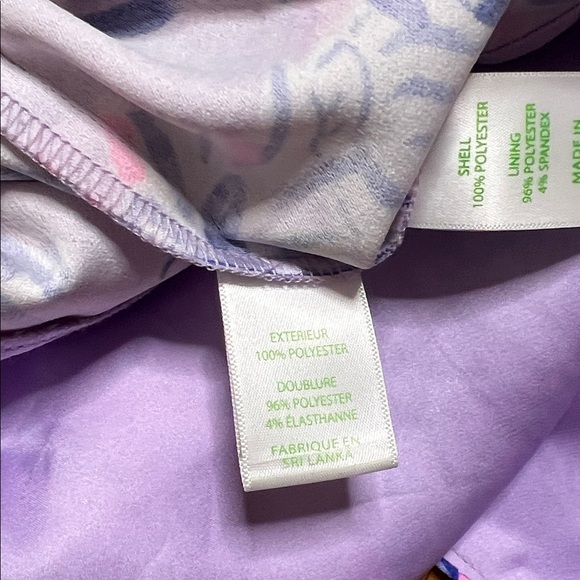 EXTERIEUR
100% POLYESTER
DOUBLURE
96% POLYESTER
4% ÉLASTHANNE
FABRIQUE EN
SRI LANKA
SHELL
100% POLYESTER
LINING
96% POLYESTER
4% SPANDEX
MADE IN